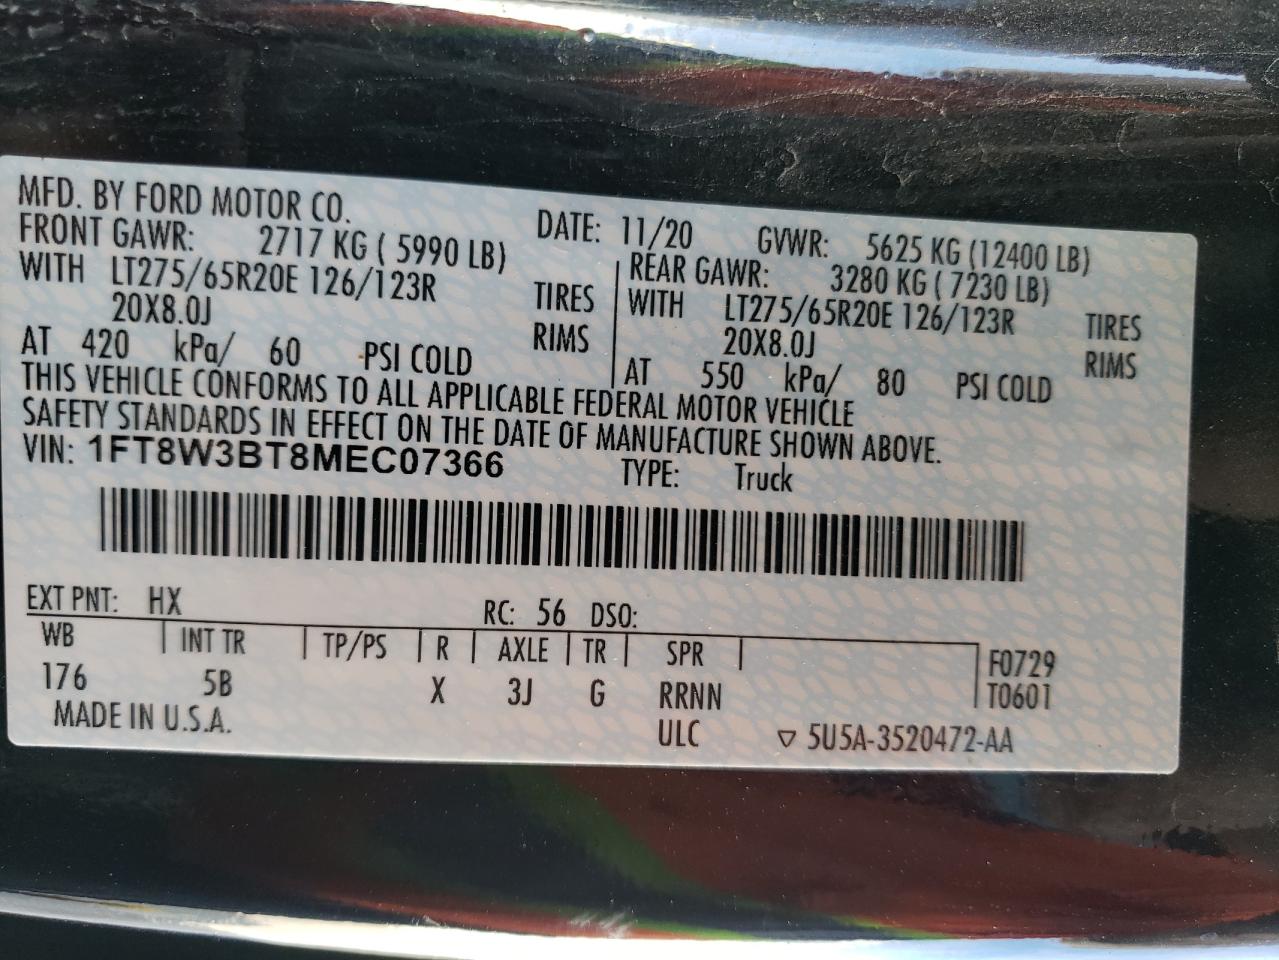 MFD. BY FORD MOTOR CO.
DATE: 11/20 GVWR: 5625 KG (12400 LB)
FRONT GAWR: 2717 KG ( 5990 LB)
WITH LT275/65R20E 126/123R TIRES
20X8.0J RIMS
AT 420 kPa/ 60 PSI COLD
REAR GAWR: 3280 KG ( 7230 LB)
WITH LT275/65R20E 126/123R TIRES
20X8.0J RIMS
AT 550 kPa/ 80 PSI COLD
THIS VEHICLE CONFORMS TO ALL APPLICABLE FEDERAL MOTOR VEHICLE
SAFETY STANDARDS IN EFFECT ON THE DATE OF MANUFACTURE SHOWN ABOVE.
VIN: 1FT8W3BT8MEC07366 TYPE: Truck
EXT PNT: HX RC: 56 DSO:
WB INT TR TP/PS R AXLE TR SPR F0729
176 5B X 3J G RRNN T0601
MADE IN U.S.A. ULC ▽ 5U5A-3520472-AA